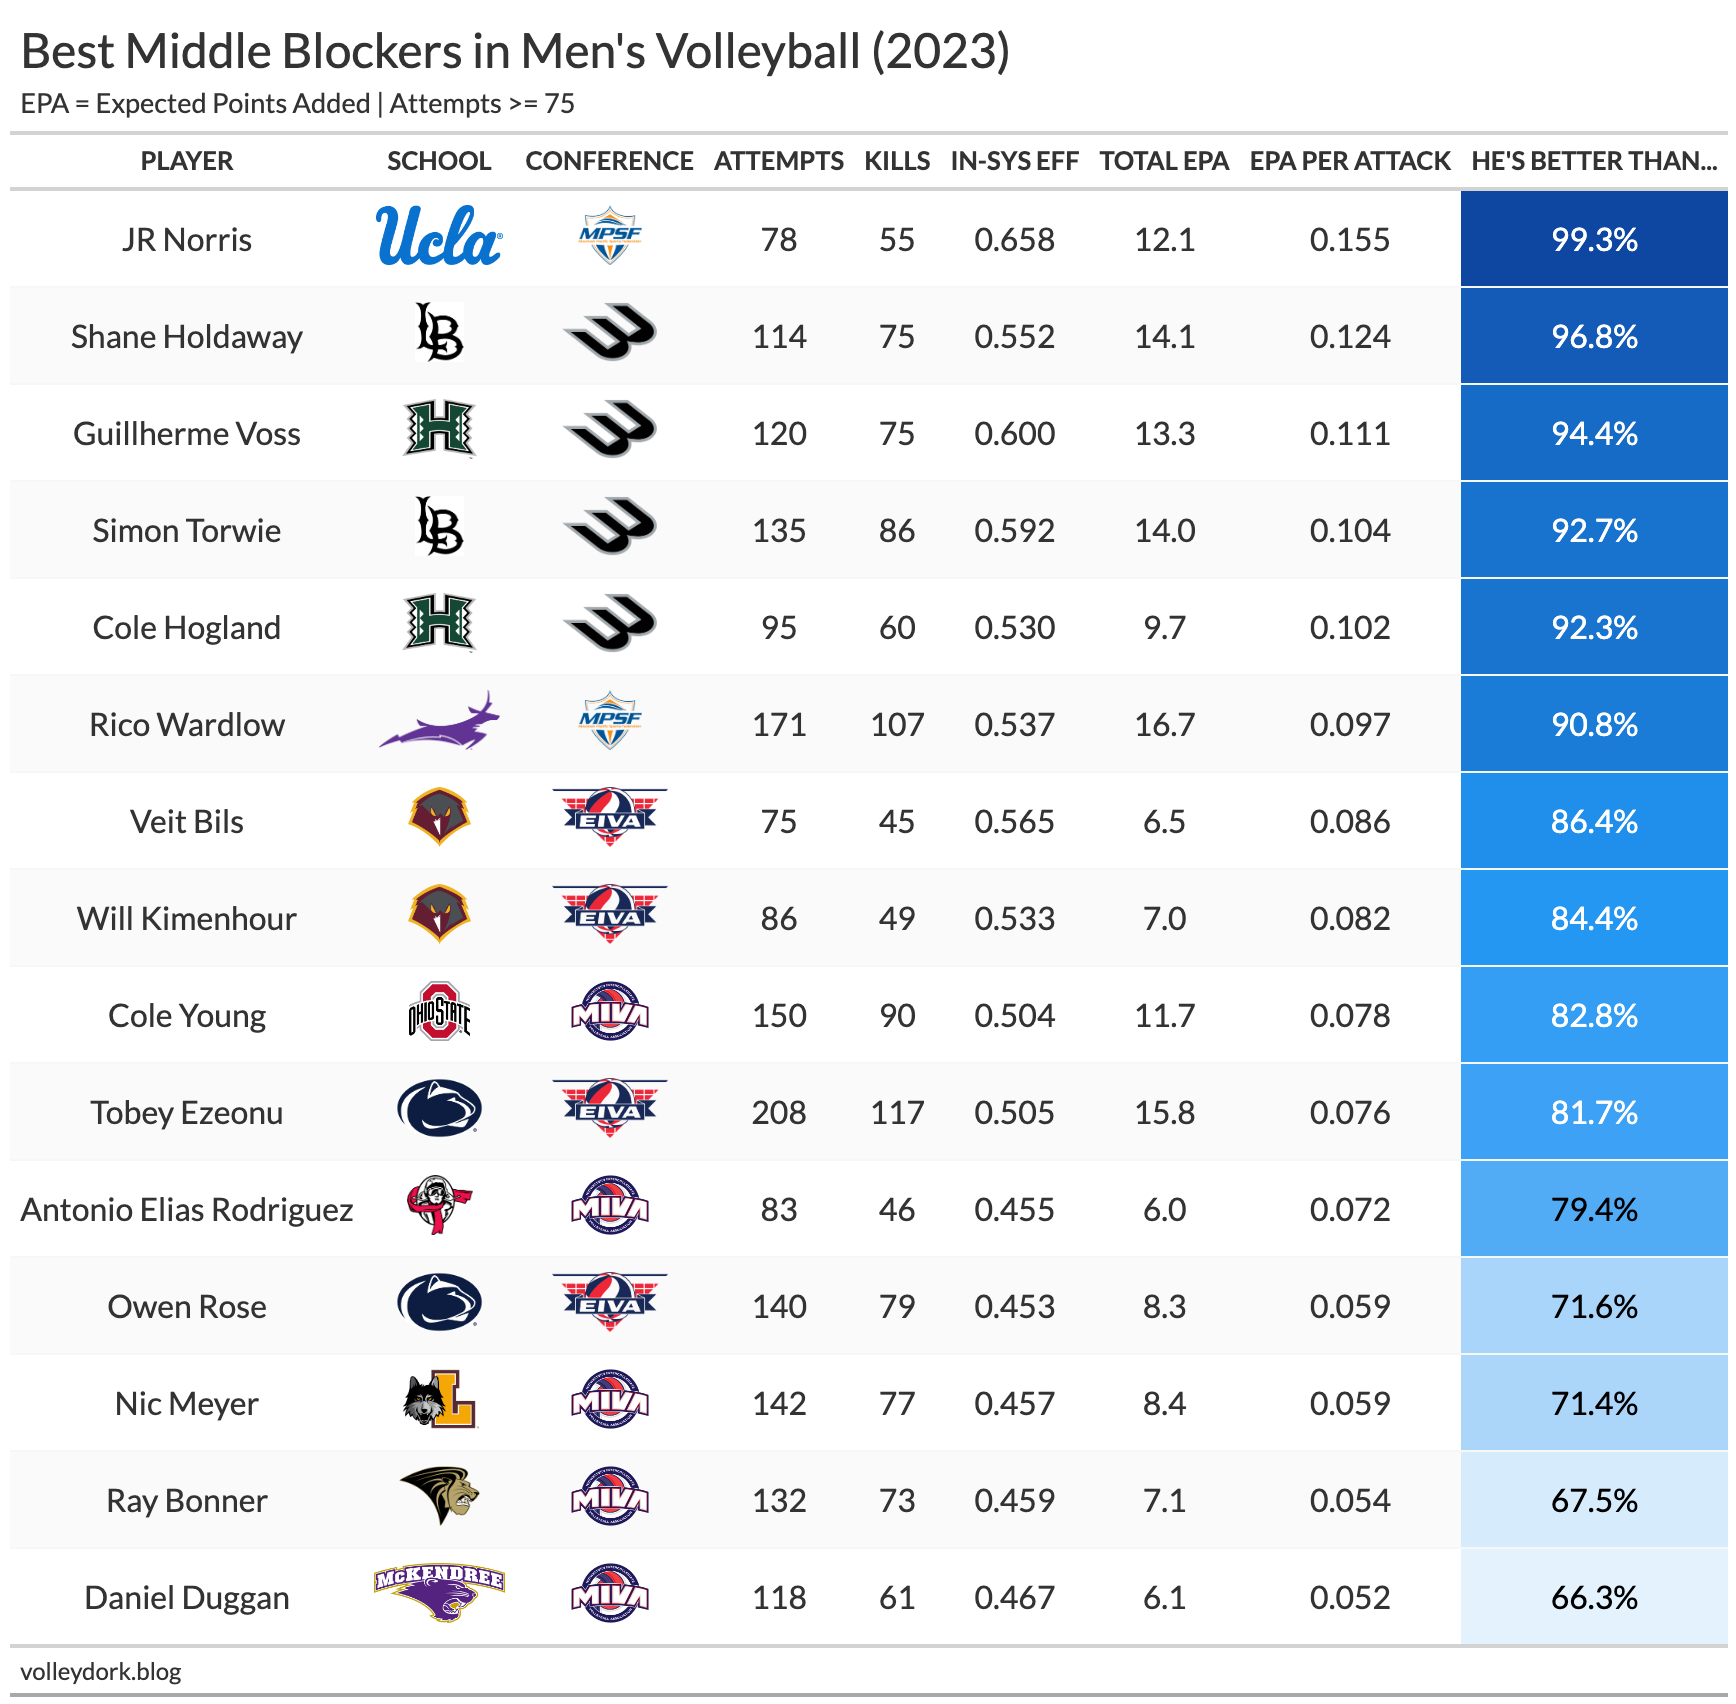 Best Middle Blockers in Men's Volleyball (2023)
EPA = Expected Points Added | Attempts >= 75
PLAYER SCHOOL CONFERENCE ATTEMPTS KILLS IN-SYS EFF TOTAL EPA EPA PER ATTACK HE'S BETTER THAN...
JR Norris Ucla MPSF 78 55 0.658 12.1 0.155 99.3%
Shane Holdaway LB 114 75 0.552 14.1 0.124 96.8%
Guillherme Voss H 120 75 0.600 13.3 0.111 94.4%
Simon Torwie LB 135 86 0.592 14.0 0.104 92.7%
Cole Hogland H 95 60 0.530 9.7 0.102 92.3%
Rico Wardlow MPSF 171 107 0.537 16.7 0.097 90.8%
Veit Bils EIVA 75 45 0.565 6.5 0.086 86.4%
Will Kimenhour EIVA 86 49 0.533 7.0 0.082 84.4%
Cole Young OHIO STATE MIVA 150 90 0.504 11.7 0.078 82.8%
Tobey Ezeonu EIVA 208 117 0.505 15.8 0.076 81.7%
Antonio Elias Rodriguez MIVA 83 46 0.455 6.0 0.072 79.4%
Owen Rose EIVA 140 79 0.453 8.3 0.059 71.6%
Nic Meyer L MIVA 142 77 0.457 8.4 0.059 71.4%
Ray Bonner MIVA 132 73 0.459 7.1 0.054 67.5%
Daniel Duggan McKENDREE MIVA 118 61 0.467 6.1 0.052 66.3%
volleydork.blog